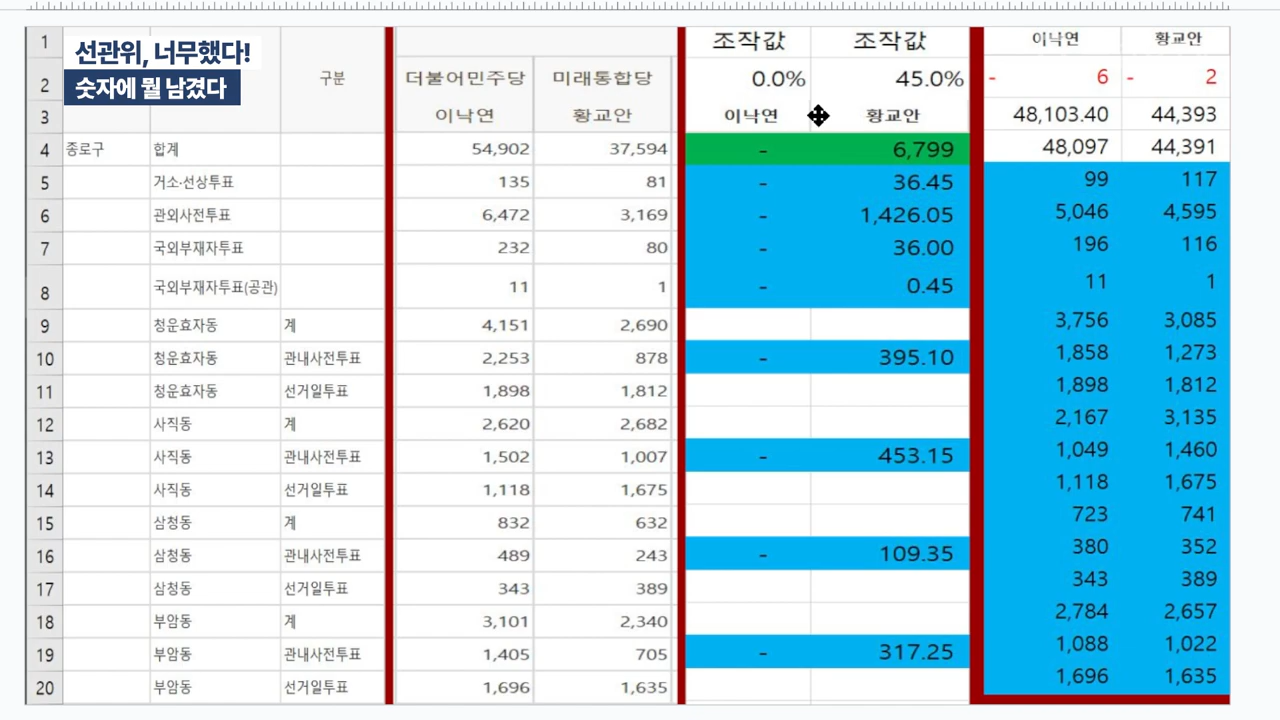 선관위, 너무했다!
숫자에 뭘 남겼다
1 조작값 조작값 이낙연 황교안
2 구분 더불어민주당 미래통합당 0.0% 45.0% - 6 - 2
3 이낙연 황교안 이낙연 황교안 48,103.40 44,393
4 종로구 합계 54,902 37,594 - 6,799 48,097 44,391
5 거소·선상투표 135 81 - 36.45 99 117
6 관외사전투표 6,472 3,169 - 1,426.05 5,046 4,595
7 국외부재자투표 232 80 - 36.00 196 116
8 국외부재자투표(공관) 11 1 - 0.45 11 1
9 청운효자동 계 4,151 2,690 3,756 3,085
10 청운효자동 관내사전투표 2,253 878 - 395.10 1,858 1,273
11 청운효자동 선거일투표 1,898 1,812 1,898 1,812
12 사직동 계 2,620 2,682 2,167 3,135
13 사직동 관내사전투표 1,502 1,007 - 453.15 1,049 1,460
14 사직동 선거일투표 1,118 1,675 1,118 1,675
15 삼청동 계 832 632 723 741
16 삼청동 관내사전투표 489 243 - 109.35 380 352
17 삼청동 선거일투표 343 389 343 389
18 부암동 계 3,101 2,340 2,784 2,657
19 부암동 관내사전투표 1,405 705 - 317.25 1,088 1,022
20 부암동 선거일투표 1,696 1,635 1,696 1,635